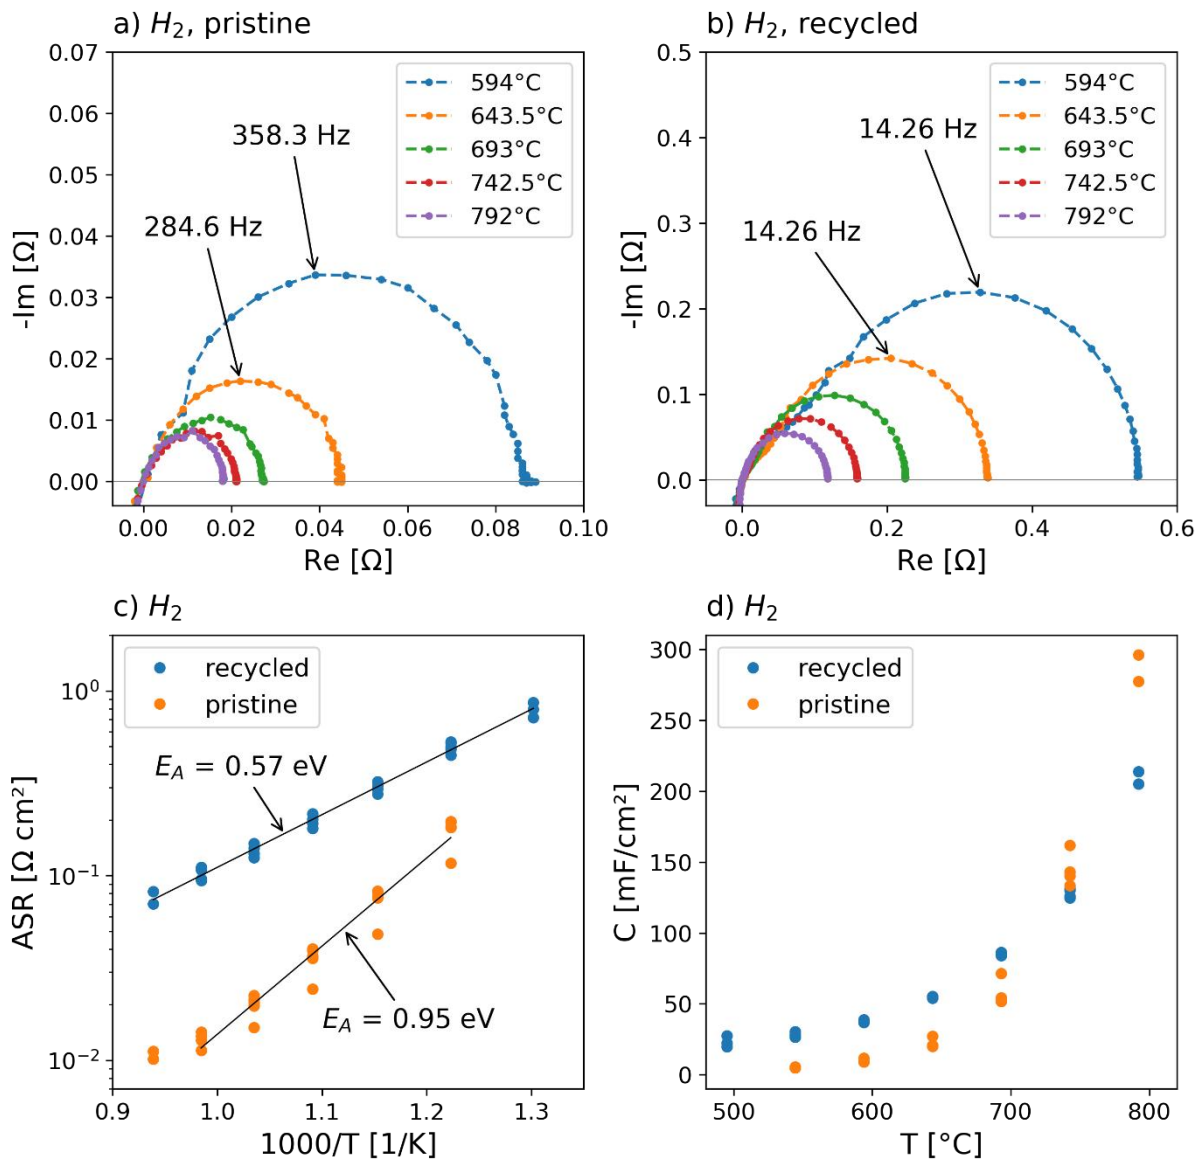 a) H₂, pristine
0.07
0.06
0.05
0.04
0.03
0.02
0.01
0.00
-Im [Ω]
358.3 Hz
284.6 Hz
594°C
643.5°C
693°C
742.5°C
792°C
0.00 0.02 0.04 0.06 0.08 0.10
Re [Ω]
b) H₂, recycled
0.5
0.4
0.3
0.2
0.1
0.0
-Im [Ω]
14.26 Hz
14.26 Hz
594°C
643.5°C
693°C
742.5°C
792°C
0.0 0.2 0.4 0.6
Re [Ω]
c) H₂
10⁰
10⁻¹
10⁻²
ASR [Ω cm²]
recycled
pristine
E_A = 0.57 eV
E_A = 0.95 eV
0.9 1.0 1.1 1.2 1.3
1000/T [1/K]
d) H₂
300
250
200
150
100
50
0
C [mF/cm²]
recycled
pristine
500 600 700 800
T [°C]